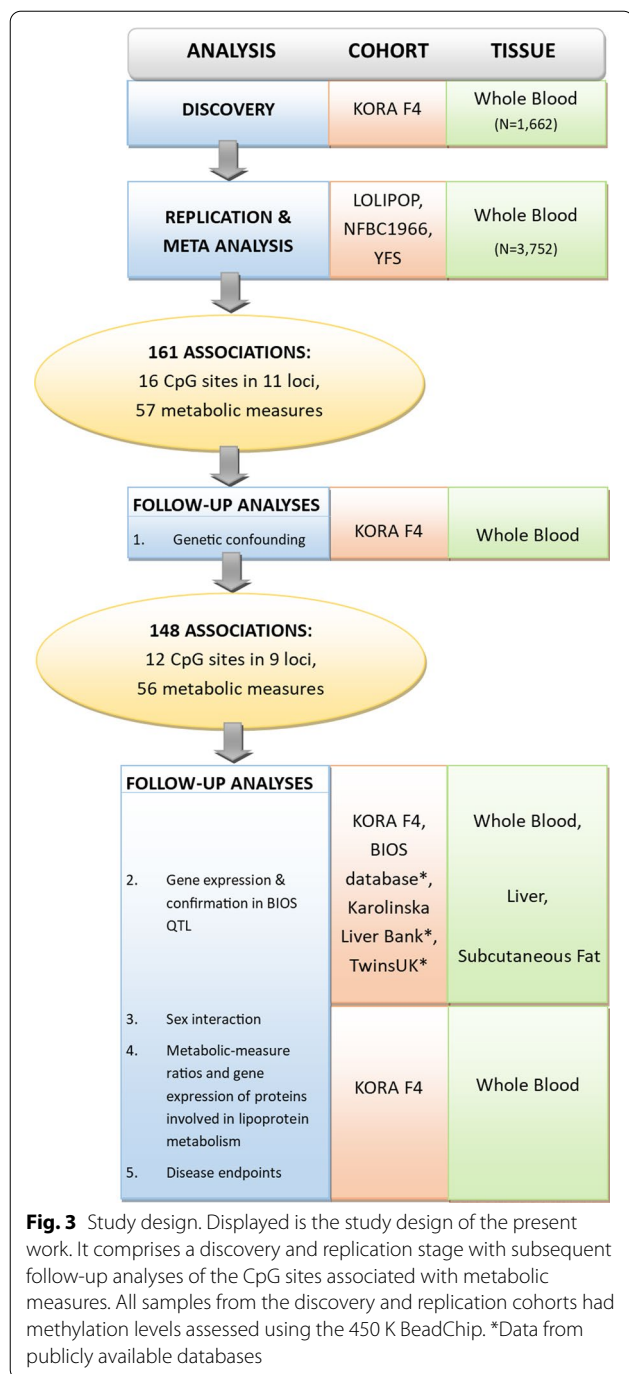 ANALYSIS COHORT TISSUE
DISCOVERY
KORA F4
Whole Blood
(N=1,662)
REPLICATION &
META ANALYSIS
LOLIPOP,
NFBC1966,
YFS
Whole Blood
(N=3,752)
161 ASSOCIATIONS:
16 CpG sites in 11 loci,
57 metabolic measures
FOLLOW-UP ANALYSES
1. Genetic confounding
KORA F4
Whole Blood
148 ASSOCIATIONS:
12 CpG sites in 9 loci,
56 metabolic measures
FOLLOW-UP ANALYSES
2. Gene expression &
confirmation in BIOS
QTL
KORA F4,
BIOS
database*,
Karolinska
Liver Bank*,
TwinsUK*
Whole Blood,
Liver,
Subcutaneous Fat
3. Sex interaction
4. Metabolic-measure
ratios and gene
expression of proteins
involved in lipoprotein
metabolism
5. Disease endpoints
KORA F4
Whole Blood
Fig. 3 Study design. Displayed is the study design of the present
work. It comprises a discovery and replication stage with subsequent
follow-up analyses of the CpG sites associated with metabolic
measures. All samples from the discovery and replication cohorts had
methylation levels assessed using the 450 K BeadChip. *Data from
publicly available databases